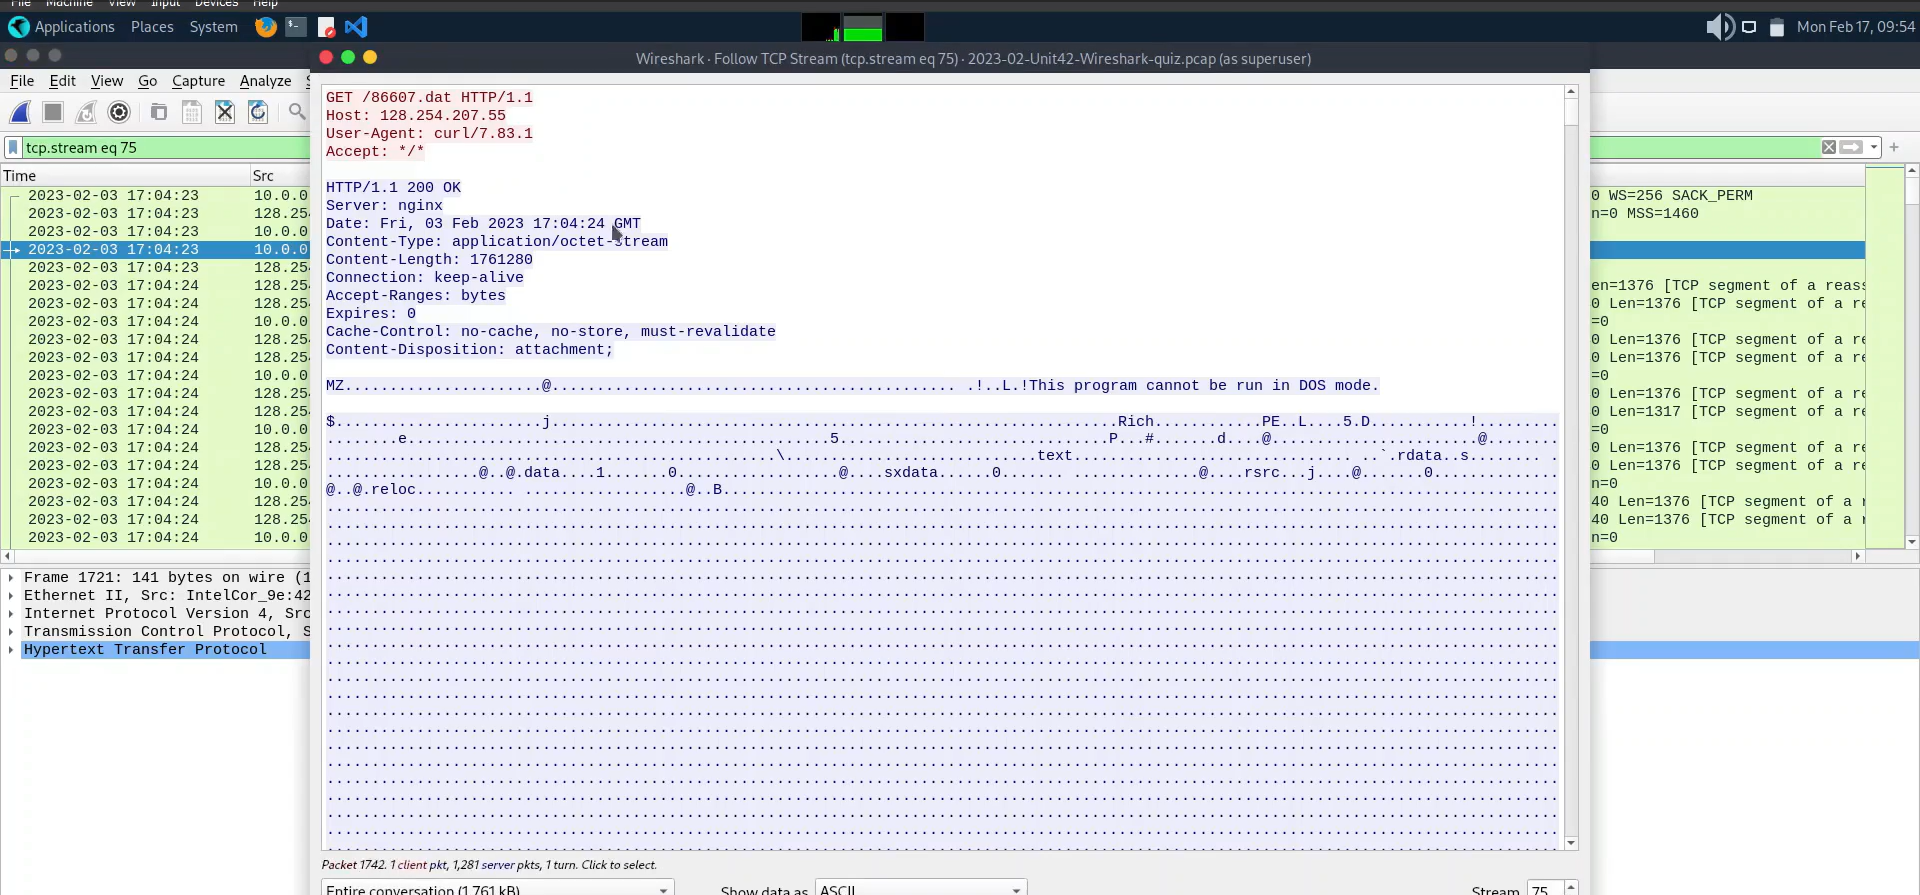 File Machine View Input Devices Help
Applications Places System Mon Feb 17, 09:54
Wireshark · Follow TCP Stream (tcp.stream eq 75) · 2023-02-Unit42-Wireshark-quiz.pcap (as superuser)
File Edit View Go Capture Analyze
tcp.stream eq 75
Time Src
2023-02-03 17:04:23 10.0.0
2023-02-03 17:04:23 128.254
2023-02-03 17:04:23 10.0.0
2023-02-03 17:04:23 10.0.0
2023-02-03 17:04:23 128.254
2023-02-03 17:04:24 128.254
2023-02-03 17:04:24 128.254
2023-02-03 17:04:24 10.0.0
2023-02-03 17:04:24 128.254
2023-02-03 17:04:24 128.254
2023-02-03 17:04:24 10.0.0
2023-02-03 17:04:24 128.254
2023-02-03 17:04:24 128.254
2023-02-03 17:04:24 10.0.0
2023-02-03 17:04:24 128.254
2023-02-03 17:04:24 128.254
2023-02-03 17:04:24 10.0.0
2023-02-03 17:04:24 128.254
2023-02-03 17:04:24 128.254
2023-02-03 17:04:24 10.0.0
Frame 1721: 141 bytes on wire (1
Ethernet II, Src: IntelCor_9e:42
Internet Protocol Version 4, Src
Transmission Control Protocol, S
Hypertext Transfer Protocol
GET /86607.dat HTTP/1.1
Host: 128.254.207.55
User-Agent: curl/7.83.1
Accept: */*
HTTP/1.1 200 OK
Server: nginx
Date: Fri, 03 Feb 2023 17:04:24 GMT
Content-Type: application/octet-stream
Content-Length: 1761280
Connection: keep-alive
Accept-Ranges: bytes
Expires: 0
Cache-Control: no-cache, no-store, must-revalidate
Content-Disposition: attachment;
MZ......................@............................................. .!..L.!This program cannot be run in DOS mode.
$.......................j...............................................................Rich............PE..L....5.D...........!.........
........e...............................................5..............................P...#.......d....@.......................@........
..................................................\............................text............................... ..`.rdata..s........ .
.................@..@.data....1.......0..................@....sxdata......0......................@....rsrc...j....@.......0..............
@..@.reloc........... ...................@..B
0 WS=256 SACK_PERM
n=0 MSS=1460
en=1376 [TCP segment of a reas
0 Len=1376 [TCP segment of a re
=0
0 Len=1376 [TCP segment of a re
0 Len=1376 [TCP segment of a re
=0
0 Len=1376 [TCP segment of a re
0 Len=1317 [TCP segment of a re
=0
0 Len=1376 [TCP segment of a re
0 Len=1376 [TCP segment of a re
n=0
40 Len=1376 [TCP segment of a r
40 Len=1376 [TCP segment of a r
n=0
Packet 1742. 1 client pkt, 1,281 server pkts, 1 turn. Click to select.
Entire conversation (1,761 kB) Show data as ASCII Stream 75